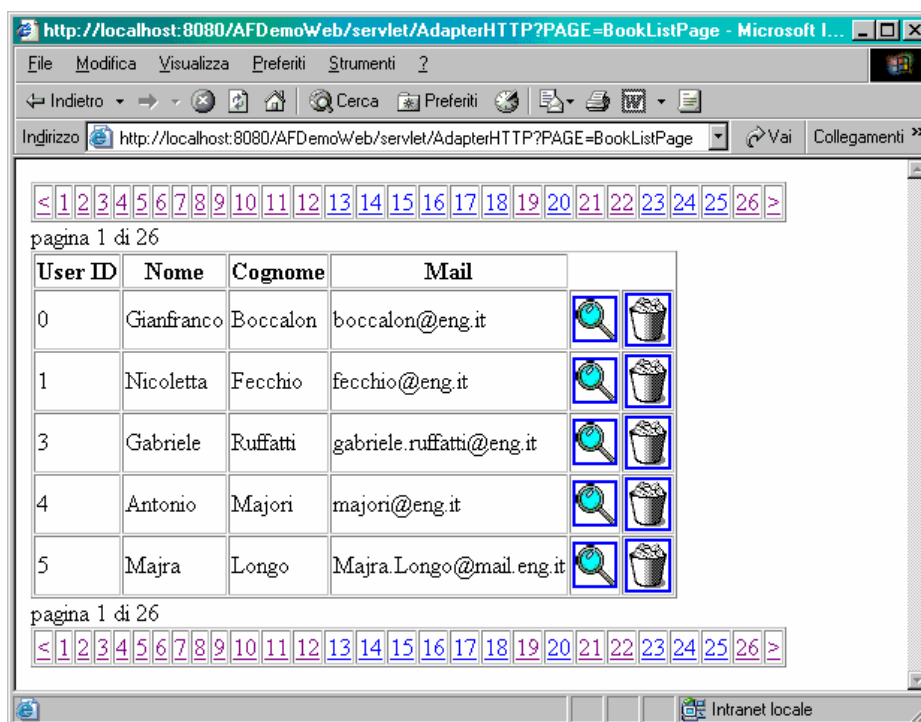 http://localhost:8080/AFDemoWeb/servlet/AdapterHTTP?PAGE=BookListPage - Microsoft I...
File Modifica Visualizza Preferiti Strumenti ?
Indietro Cerca Preferiti
Indirizzo http://localhost:8080/AFDemoWeb/servlet/AdapterHTTP?PAGE=BookListPage Vai Collegamenti »
< 1 2 3 4 5 6 7 8 9 10 11 12 13 14 15 16 17 18 19 20 21 22 23 24 25 26 >
pagina 1 di 26
User ID Nome Cognome Mail
0 Gianfranco Boccalon boccalon@eng.it
1 Nicoletta Fecchio fecchio@eng.it
3 Gabriele Ruffatti gabriele.ruffatti@eng.it
4 Antonio Majori majori@eng.it
5 Majra Longo Majra.Longo@mail.eng.it
pagina 1 di 26
< 1 2 3 4 5 6 7 8 9 10 11 12 13 14 15 16 17 18 19 20 21 22 23 24 25 26 >
Intranet locale